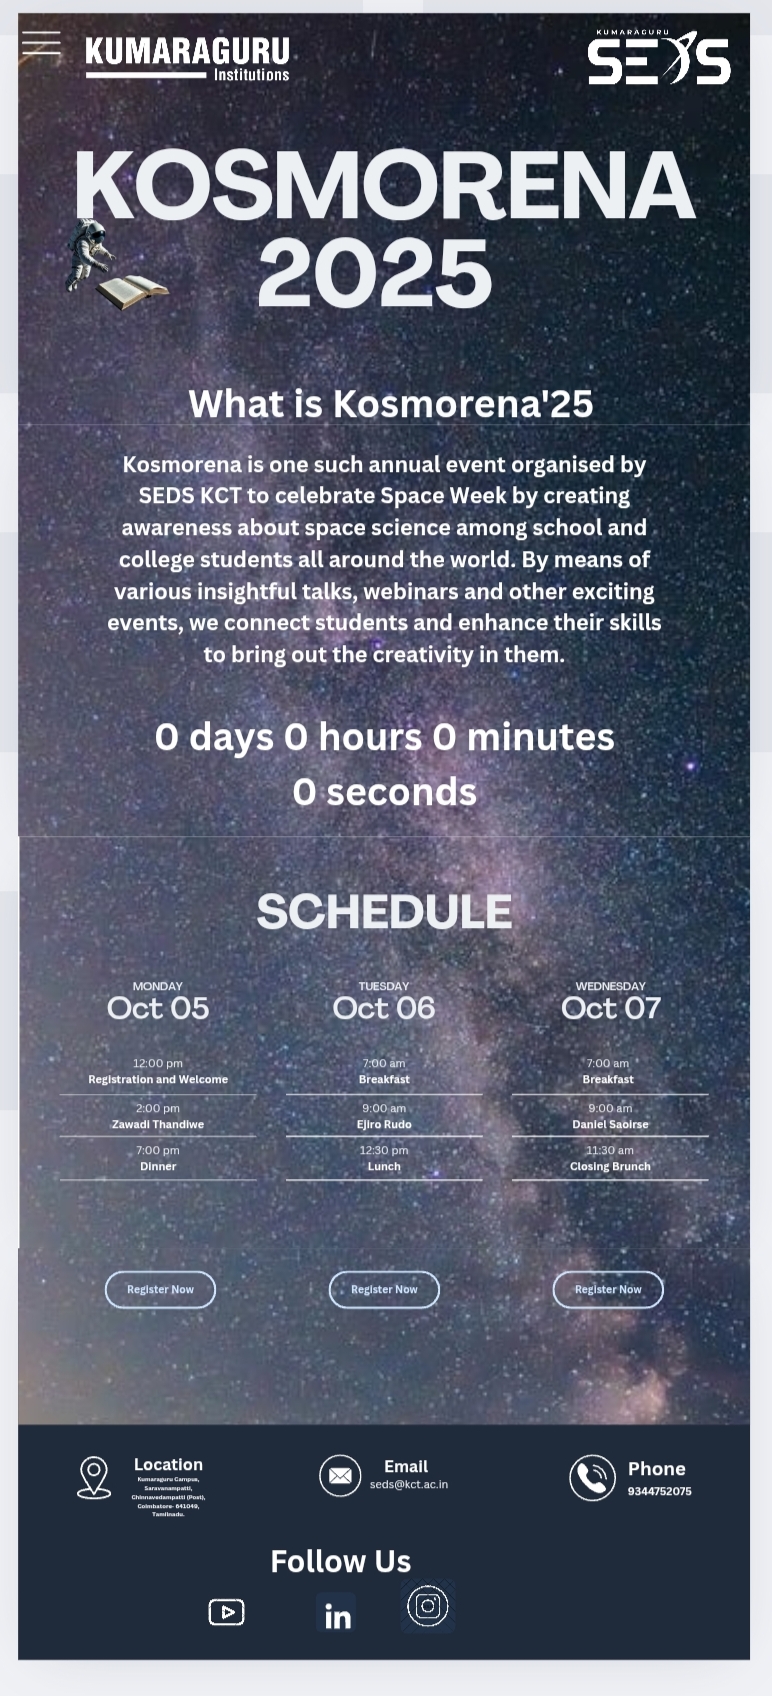 KUMARAGURU
Institutions
KUMARAGURU
SEDS
KOSMORENA
2025
What is Kosmorena'25
Kosmorena is one such annual event organised by
SEDS KCT to celebrate Space Week by creating
awareness about space science among school and
college students all around the world. By means of
various insightful talks, webinars and other exciting
events, we connect students and enhance their skills
to bring out the creativity in them.
0 days 0 hours 0 minutes
0 seconds
SCHEDULE
MONDAY
Oct 05
12:00 pm
Registration and Welcome
2:00 pm
Zawadi Thandiwe
7:00 pm
Dinner
TUESDAY
Oct 06
7:00 am
Breakfast
9:00 am
Ejiro Rudo
12:30 pm
Lunch
WEDNESDAY
Oct 07
7:00 am
Breakfast
9:00 am
Daniel Saoirse
11:30 am
Closing Brunch
Register Now
Register Now
Register Now
Location
Kumaraguru Campus,
Saravanampatti,
Chinnavedampatti (Post),
Coimbatore- 641049,
Tamilnadu.
Email
seds@kct.ac.in
Phone
9344752075
Follow Us
in